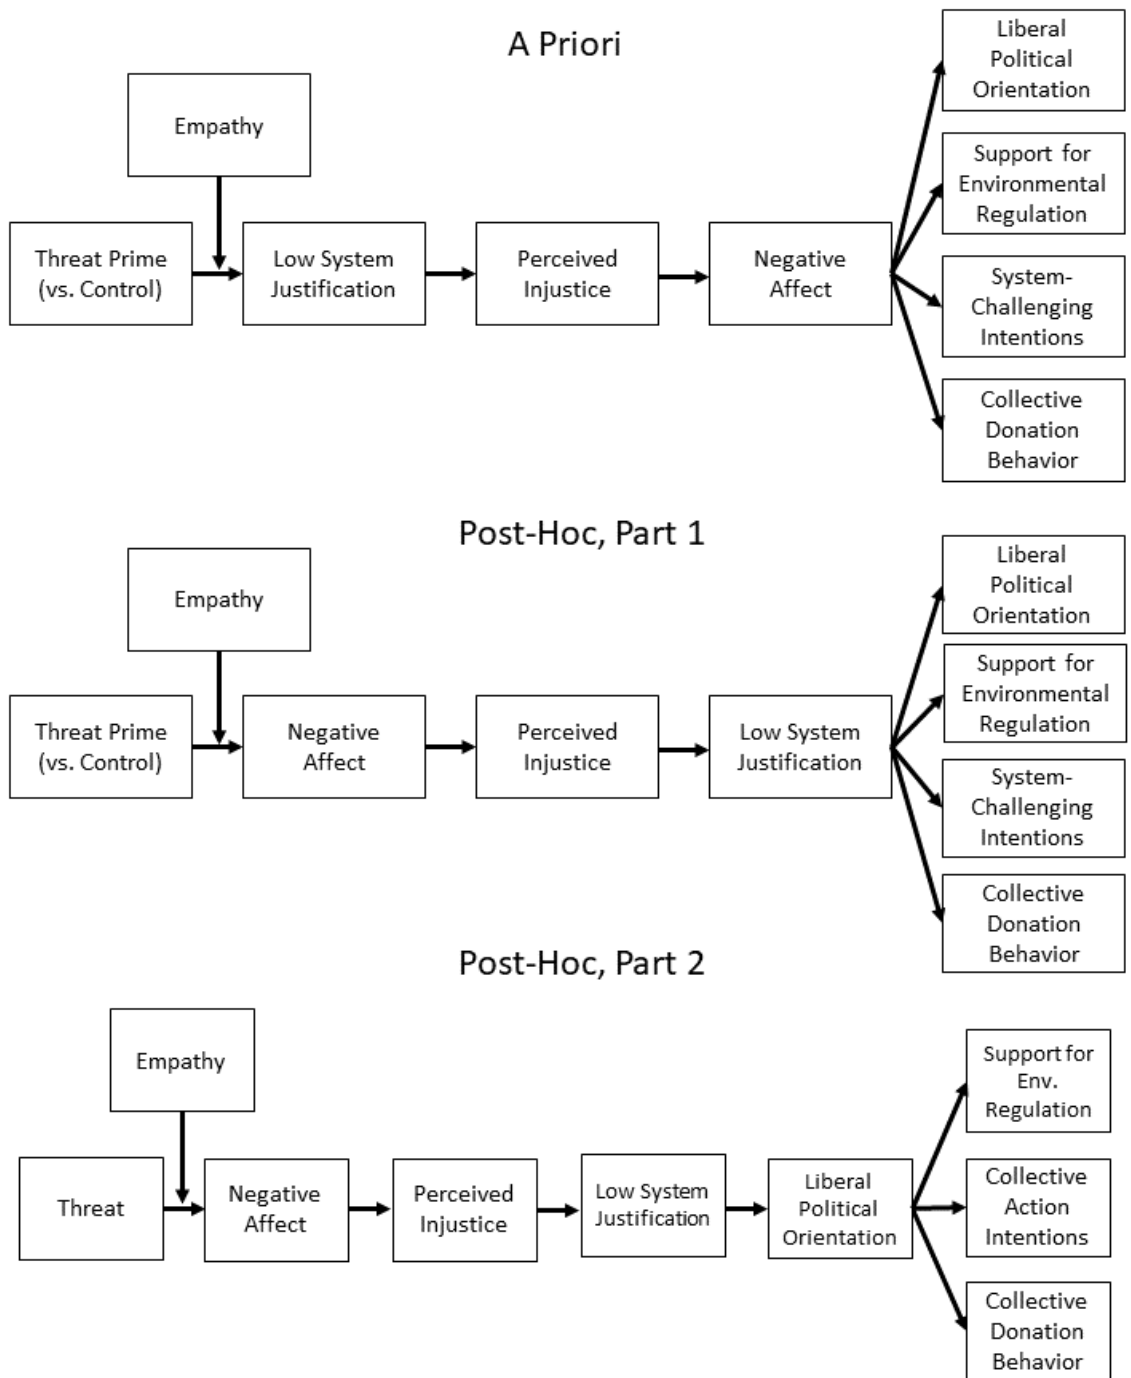 A Priori
Empathy
Threat Prime
(vs. Control)
Low System
Justification
Perceived
Injustice
Negative
Affect
Liberal
Political
Orientation
Support for
Environmental
Regulation
System-
Challenging
Intentions
Collective
Donation
Behavior
Post-Hoc, Part 1
Empathy
Threat Prime
(vs. Control)
Negative
Affect
Perceived
Injustice
Low System
Justification
Liberal
Political
Orientation
Support for
Environmental
Regulation
System-
Challenging
Intentions
Collective
Donation
Behavior
Post-Hoc, Part 2
Empathy
Threat
Negative
Affect
Perceived
Injustice
Low System
Justification
Liberal
Political
Orientation
Support for
Env.
Regulation
Collective
Action
Intentions
Collective
Donation
Behavior